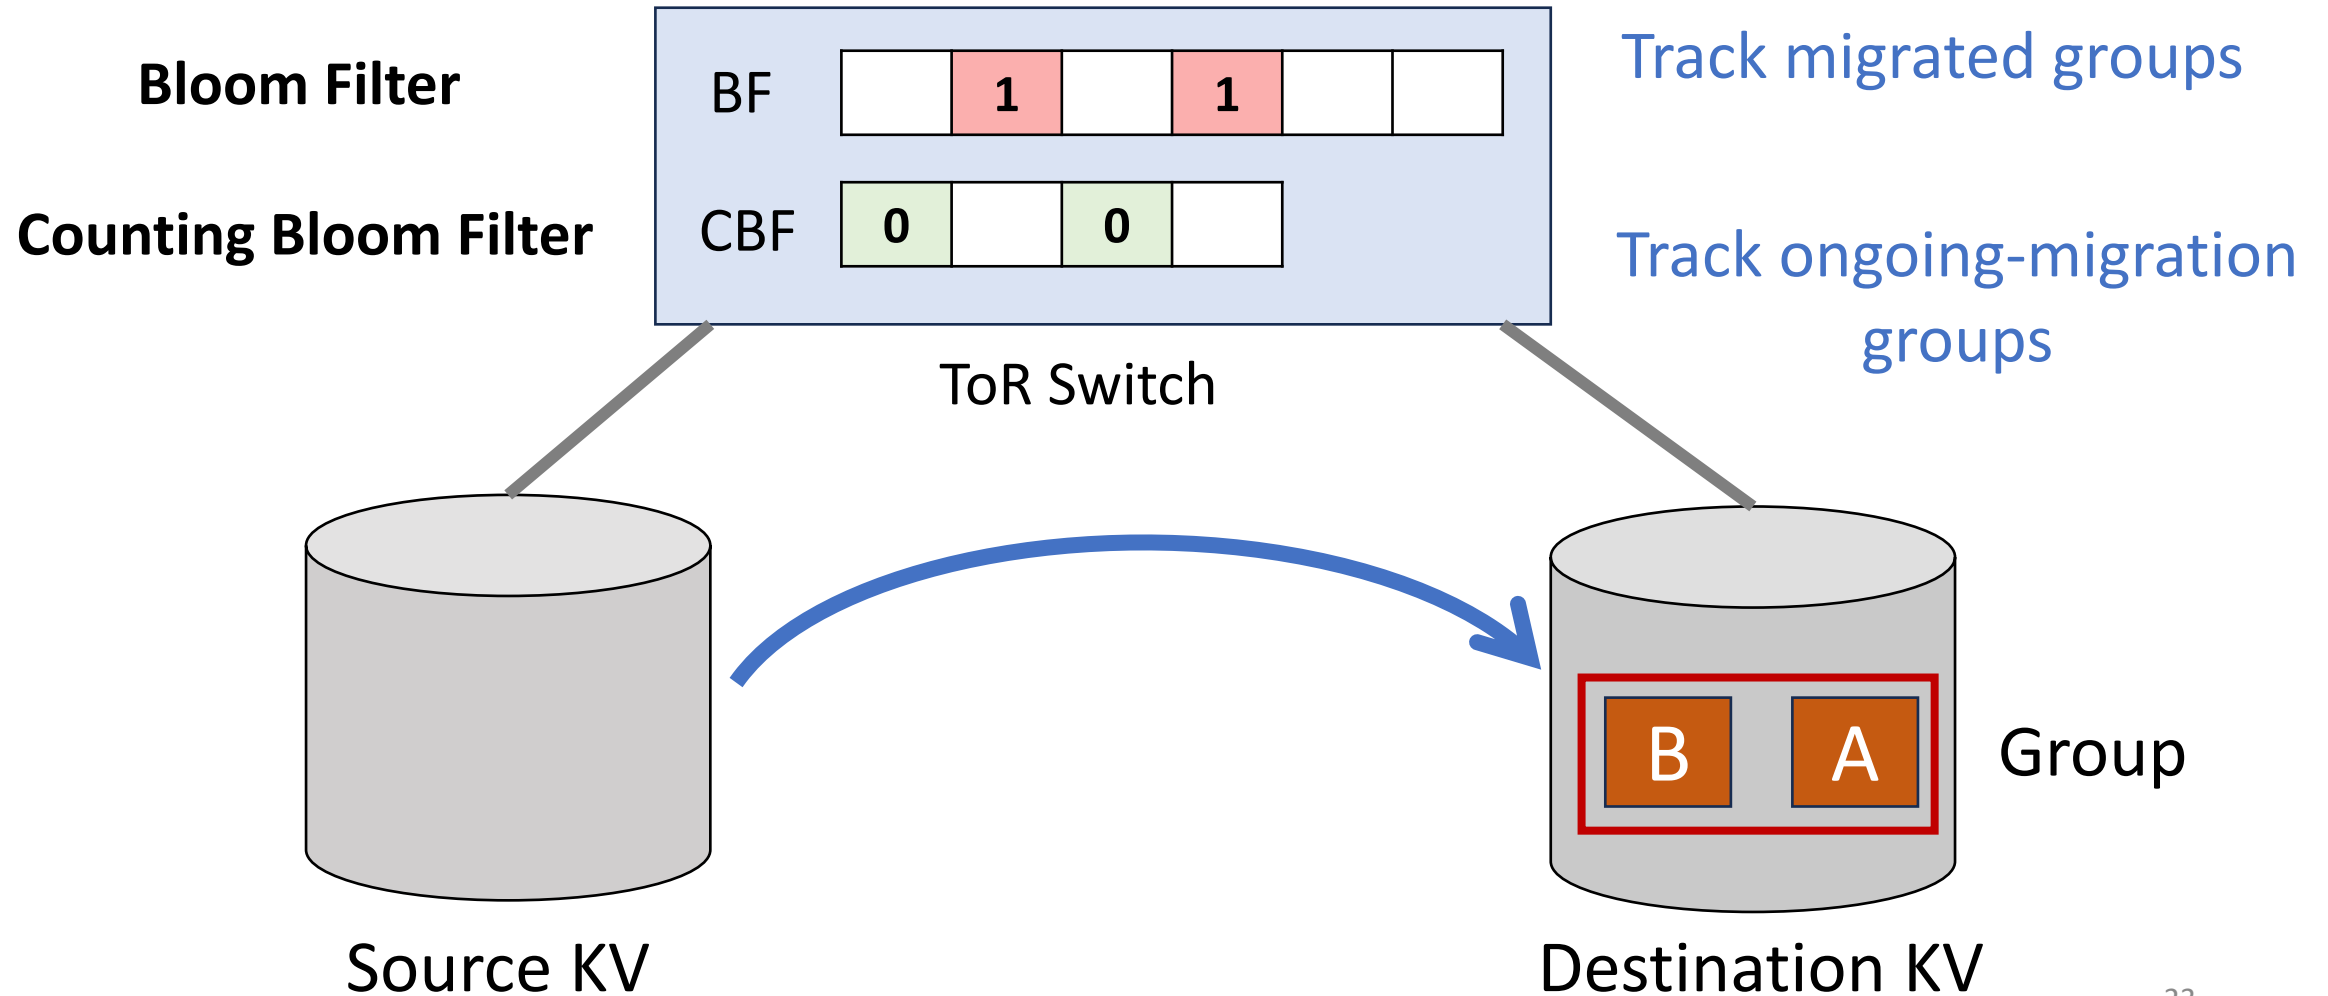 Bloom Filter
BF
1
1
Track migrated groups
Counting Bloom Filter
CBF
0
0
Track ongoing-migration
groups
ToR Switch
B
A
Group
Source KV
Destination KV